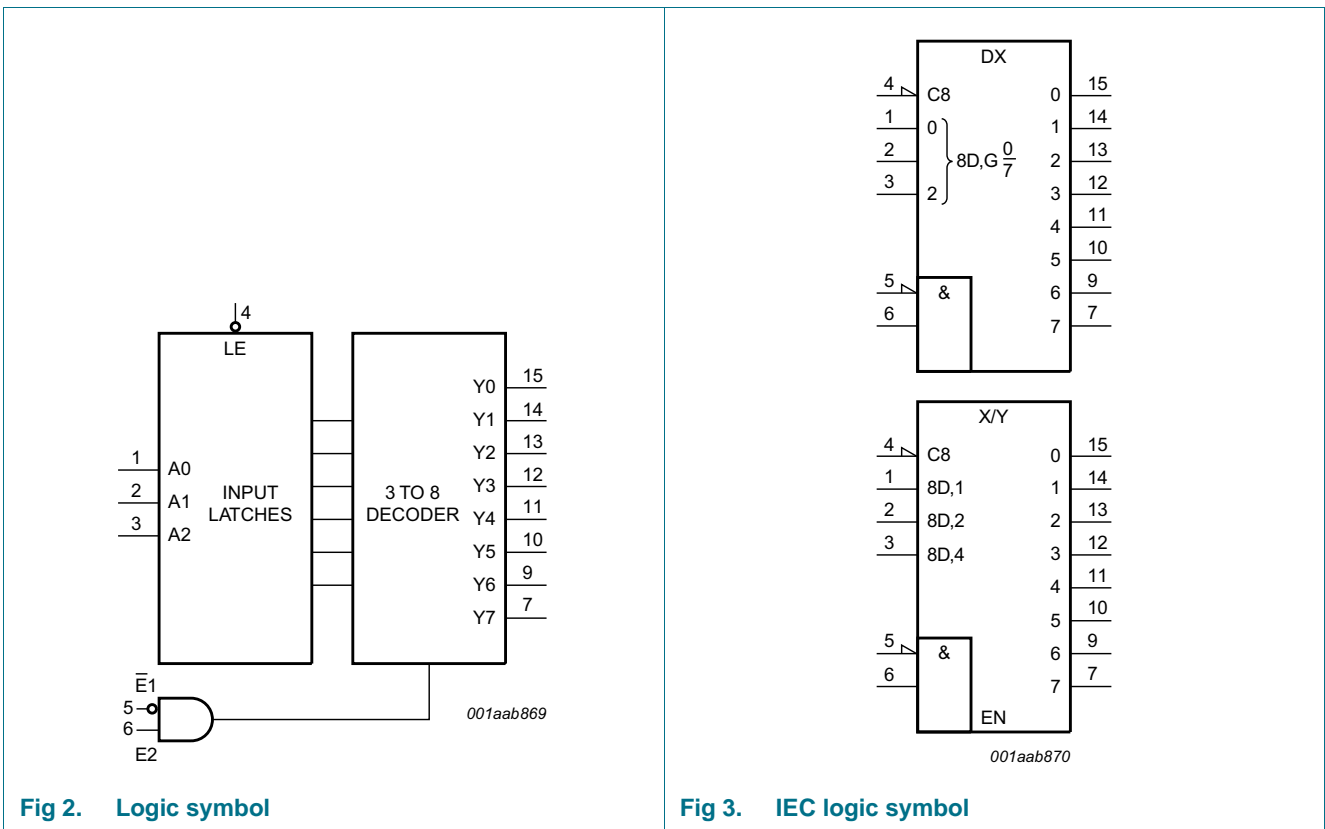 4
LE
1 A0
2 A1
3 A2
INPUT
LATCHES
3 TO 8
DECODER
Y0 15
Y1 14
Y2 13
Y3 12
Y4 11
Y5 10
Y6 9
Y7 7
E̅1
5
6
E2
001aab869
Fig 2. Logic symbol
DX
4 C8
1 0
2
3 2
8D,G 0/7
5 &
6
0 15
1 14
2 13
3 12
4 11
5 10
6 9
7 7
X/Y
4 C8
1 8D,1
2 8D,2
3 8D,4
5 &
6
EN
0 15
1 14
2 13
3 12
4 11
5 10
6 9
7 7
001aab870
Fig 3. IEC logic symbol